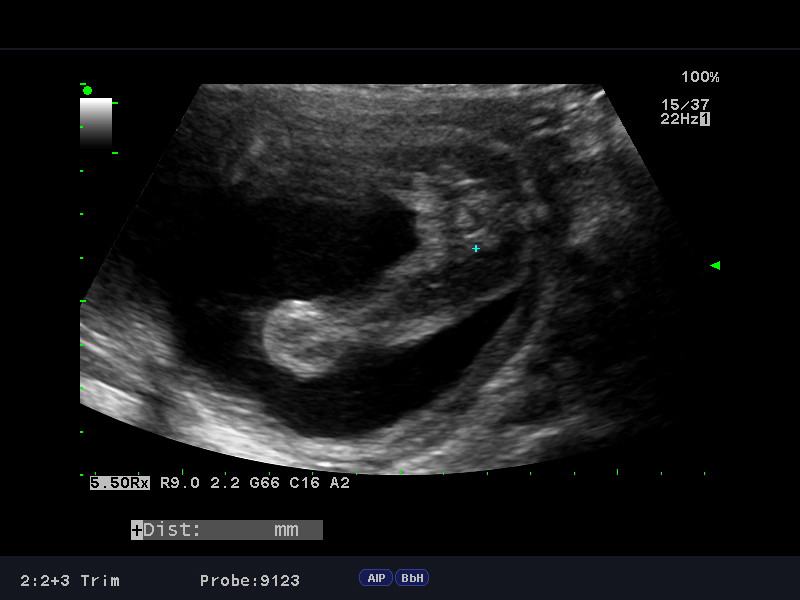 100%
15/37
22Hz1
5.50Rx R9.0 2.2 G66 C16 A2
+Dist: mm
2:2+3 Trim Probe:9123 AIP BbH